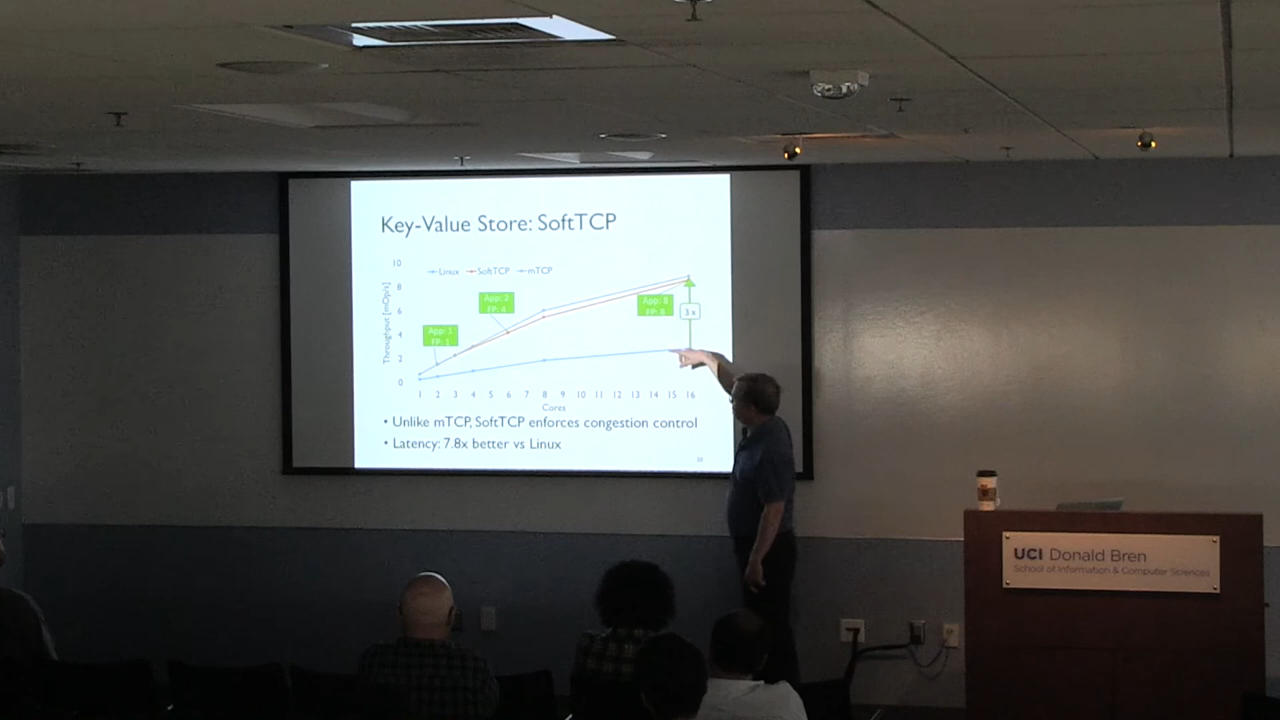 Key-Value Store: SoftTCP
Linux SoftTCP mTCP
Throughput [mOp/s]
10
8
6
4
2
0
App: 1
FP: 1
App: 2
FP: 4
App: 8
FP: 8
3 x
1 2 3 4 5 6 7 8 9 10 11 12 13 14 15 16
Cores
• Unlike mTCP, SoftTCP enforces congestion control
• Latency: 7.8x better vs Linux
UCI Donald Bren
School of Information & Computer Sciences